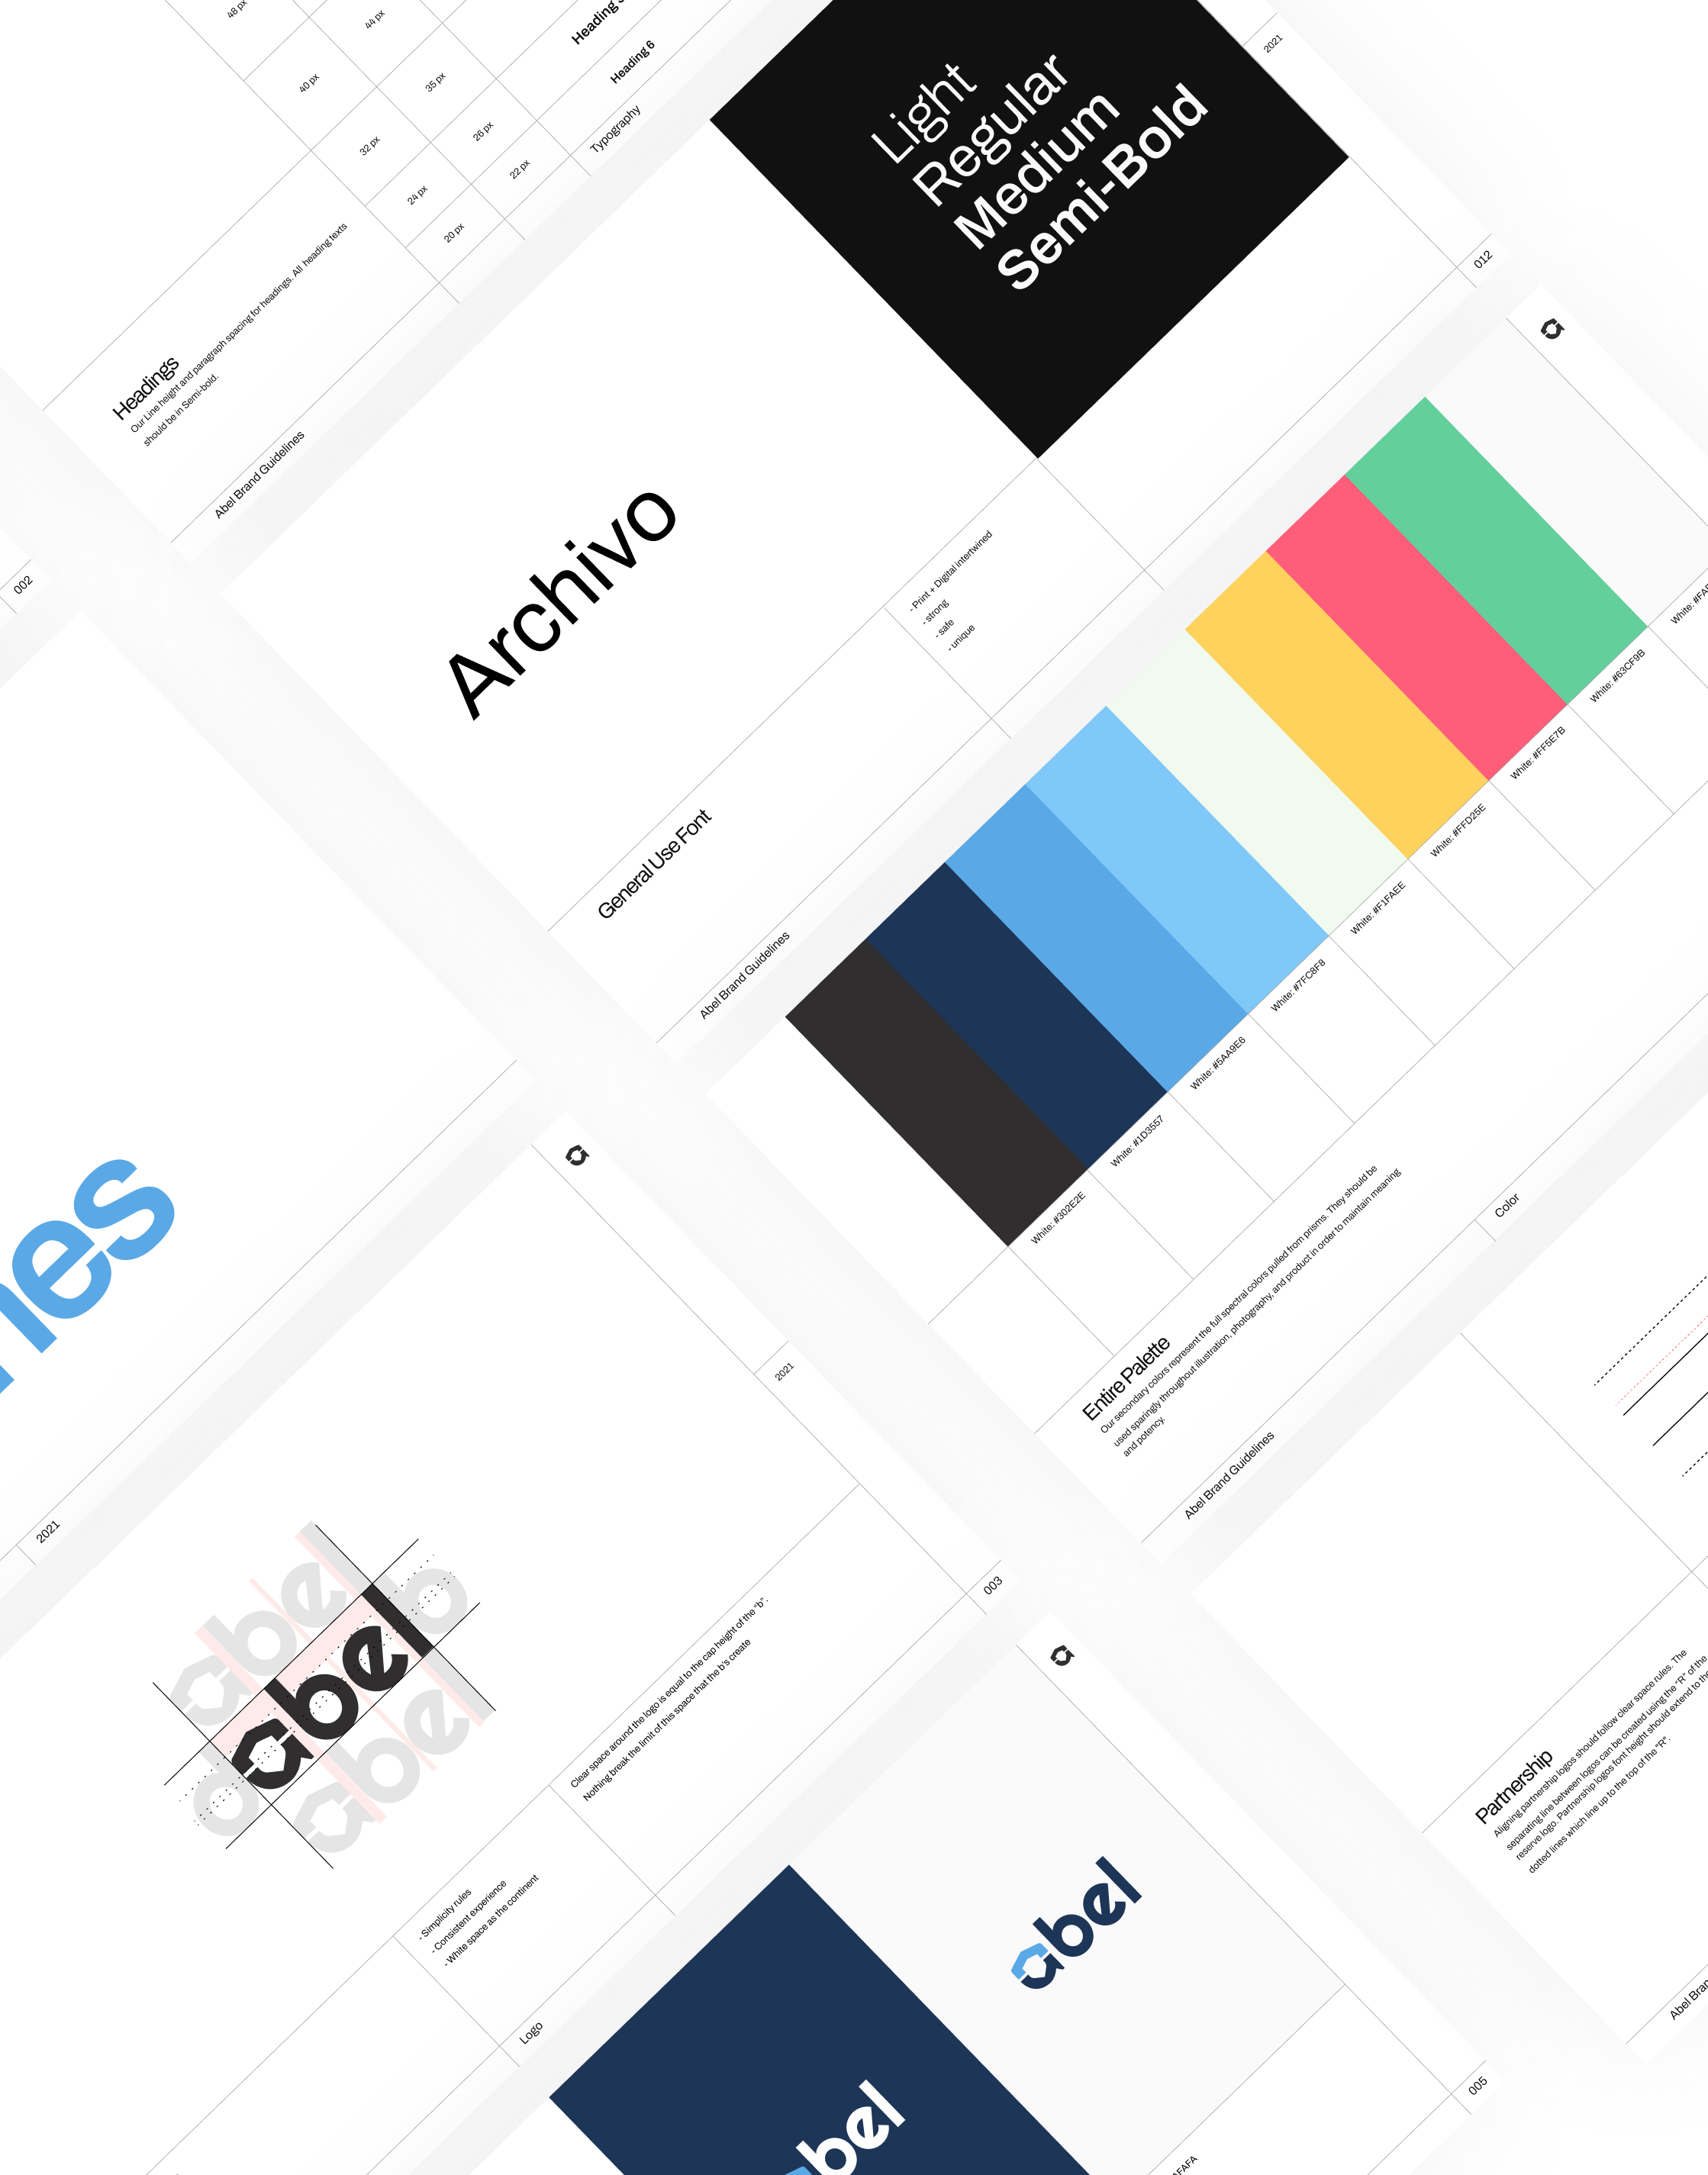 48 px
44 px
40 px
35 px
32 px
26 px
24 px
22 px
20 px
Heading
Heading 6
Typography
Headings
Our Line height and paragraph spacing for headings. All heading texts
should be in Semi-bold.
Abel Brand Guidelines
002
Light
Regular
Medium
Semi-Bold
2021
012
Archivo
General Use Font
- Print + Digital intertwined
- strong
- safe
- unique
Abel Brand Guidelines
White: #302E2E
White: #1D3557
White: #5AA9E6
White: #7FC8F8
White: #F1FAEE
White: #FFD25E
White: #FF5E7B
White: #63CF9B
White: #FA
Entire Palette
Our secondary colors represent the full spectral colors pulled from prisms. They should be
used sparingly throughout illustration, photography, and product in order to maintain meaning
and potency.
Abel Brand Guidelines
Color
nes
2021
2021
003
abel
abel
abel
Clear space around the logo is equal to the cap height of the "b".
Nothing break the limit of this space that the b's create
- Simplicity rules
- Consistent experience
- White space as the continent
Logo
abel
bel
005
AFAFA
Partnership
Aligning partnership logos should follow clear space rules. The
separating line between logos can be created using the "R" of the
reserve logo. Partnership logos font height should extend to the
dotted lines which line up to the top of the "R".
Abel Bran